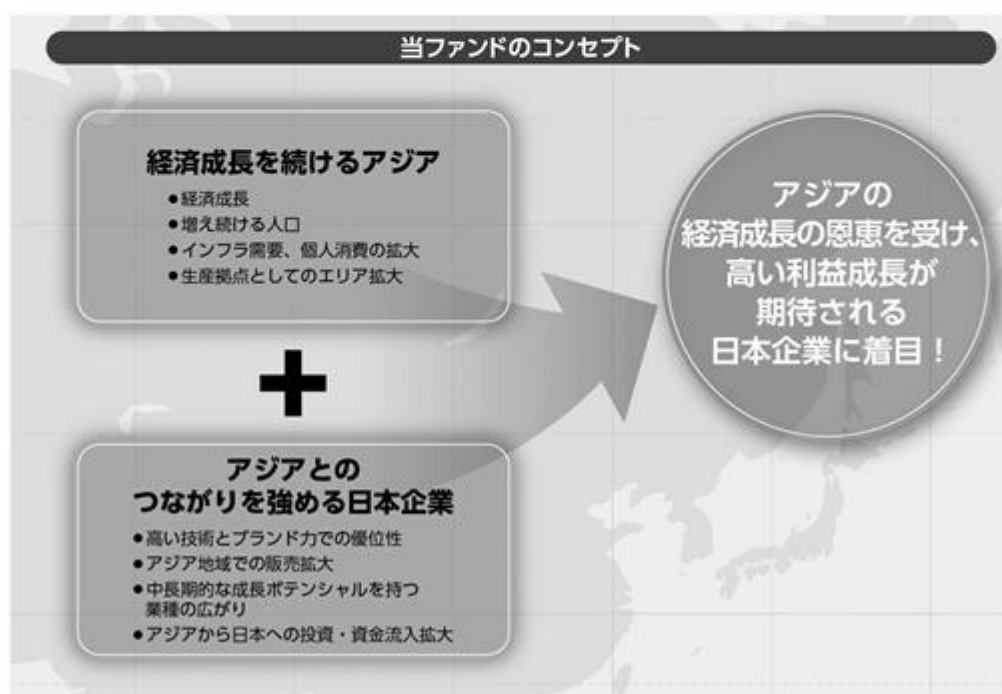 当ファンドのコンセプト
経済成長を続けるアジア
●経済成長
●増え続ける人口
●インフラ需要、個人消費の拡大
●生産拠点としてのエリア拡大
+
アジアとの
つながりを強める日本企業
●高い技術とブランド力での優位性
●アジア地域での販売拡大
●中長期的な成長ポテンシャルを持つ
業種の広がり
●アジアから日本への投資・資金流入拡大
アジアの
経済成長の恩恵を受け、
高い利益成長が
期待される
日本企業に着目！